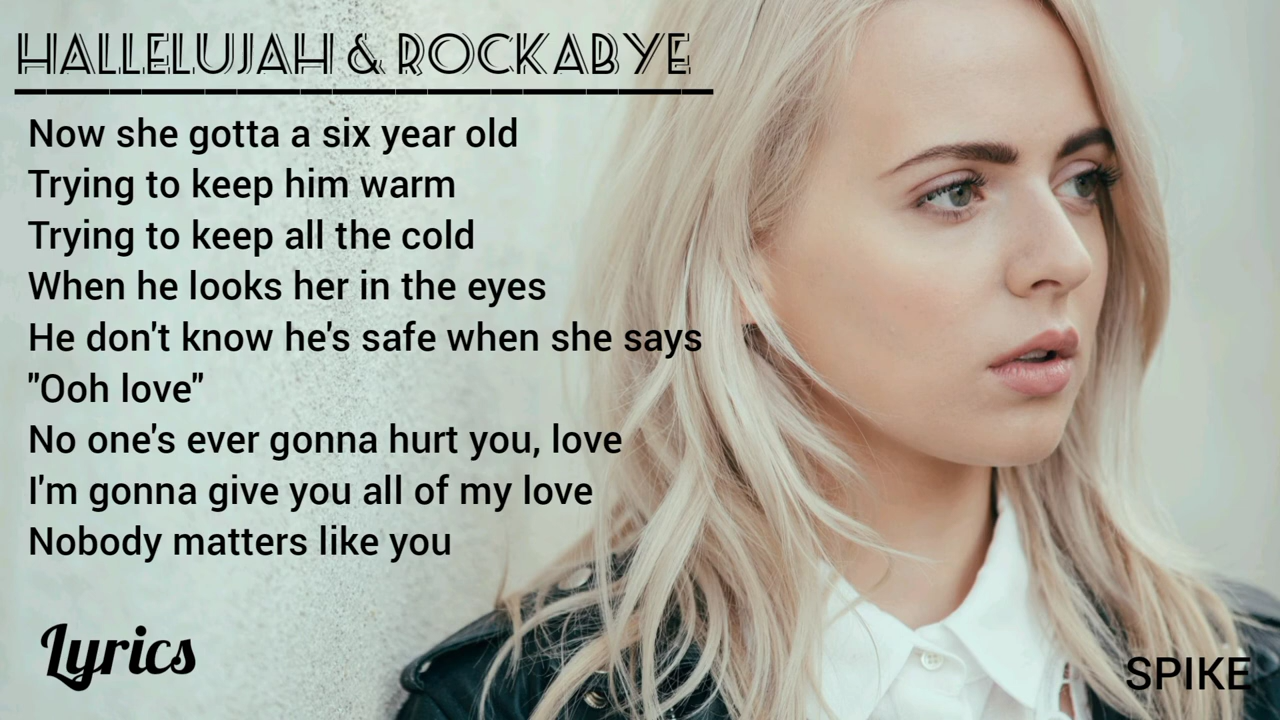 HALLELUJAH & ROCKABYE
Now she gotta a six year old
Trying to keep him warm
Trying to keep all the cold
When he looks her in the eyes
He don't know he's safe when she says
"Ooh love"
No one's ever gonna hurt you, love
I'm gonna give you all of my love
Nobody matters like you
Lyrics
SPIKE